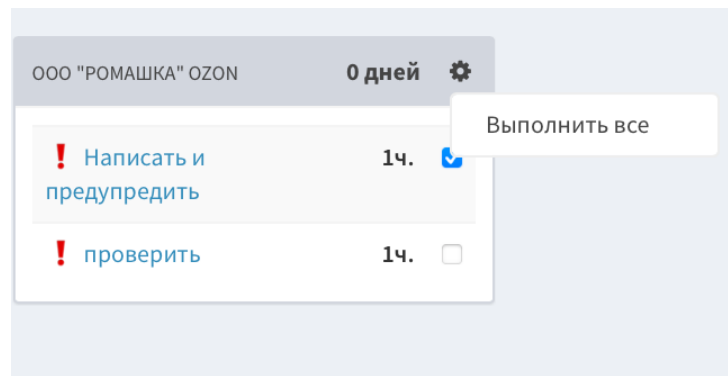 ООО "РОМАШКА" OZON 0 дней
Выполнить все
Написать и 1ч.
предупредить
проверить 1ч.